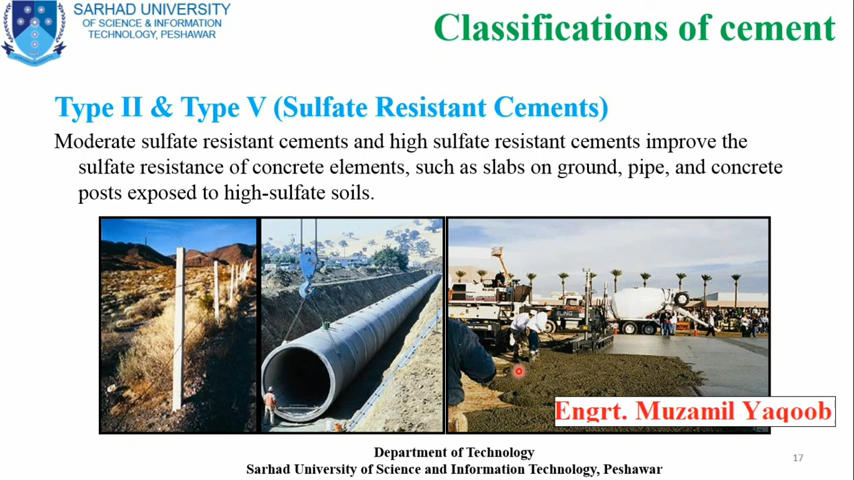 SARHAD UNIVERSITY
OF SCIENCE & INFORMATION
TECHNOLOGY, PESHAWAR
Classifications of cement
Type II & Type V (Sulfate Resistant Cements)
Moderate sulfate resistant cements and high sulfate resistant cements improve the
sulfate resistance of concrete elements, such as slabs on ground, pipe, and concrete
posts exposed to high-sulfate soils.
Engrt. Muzamil Yaqoob
Department of Technology
Sarhad University of Science and Information Technology, Peshawar
17